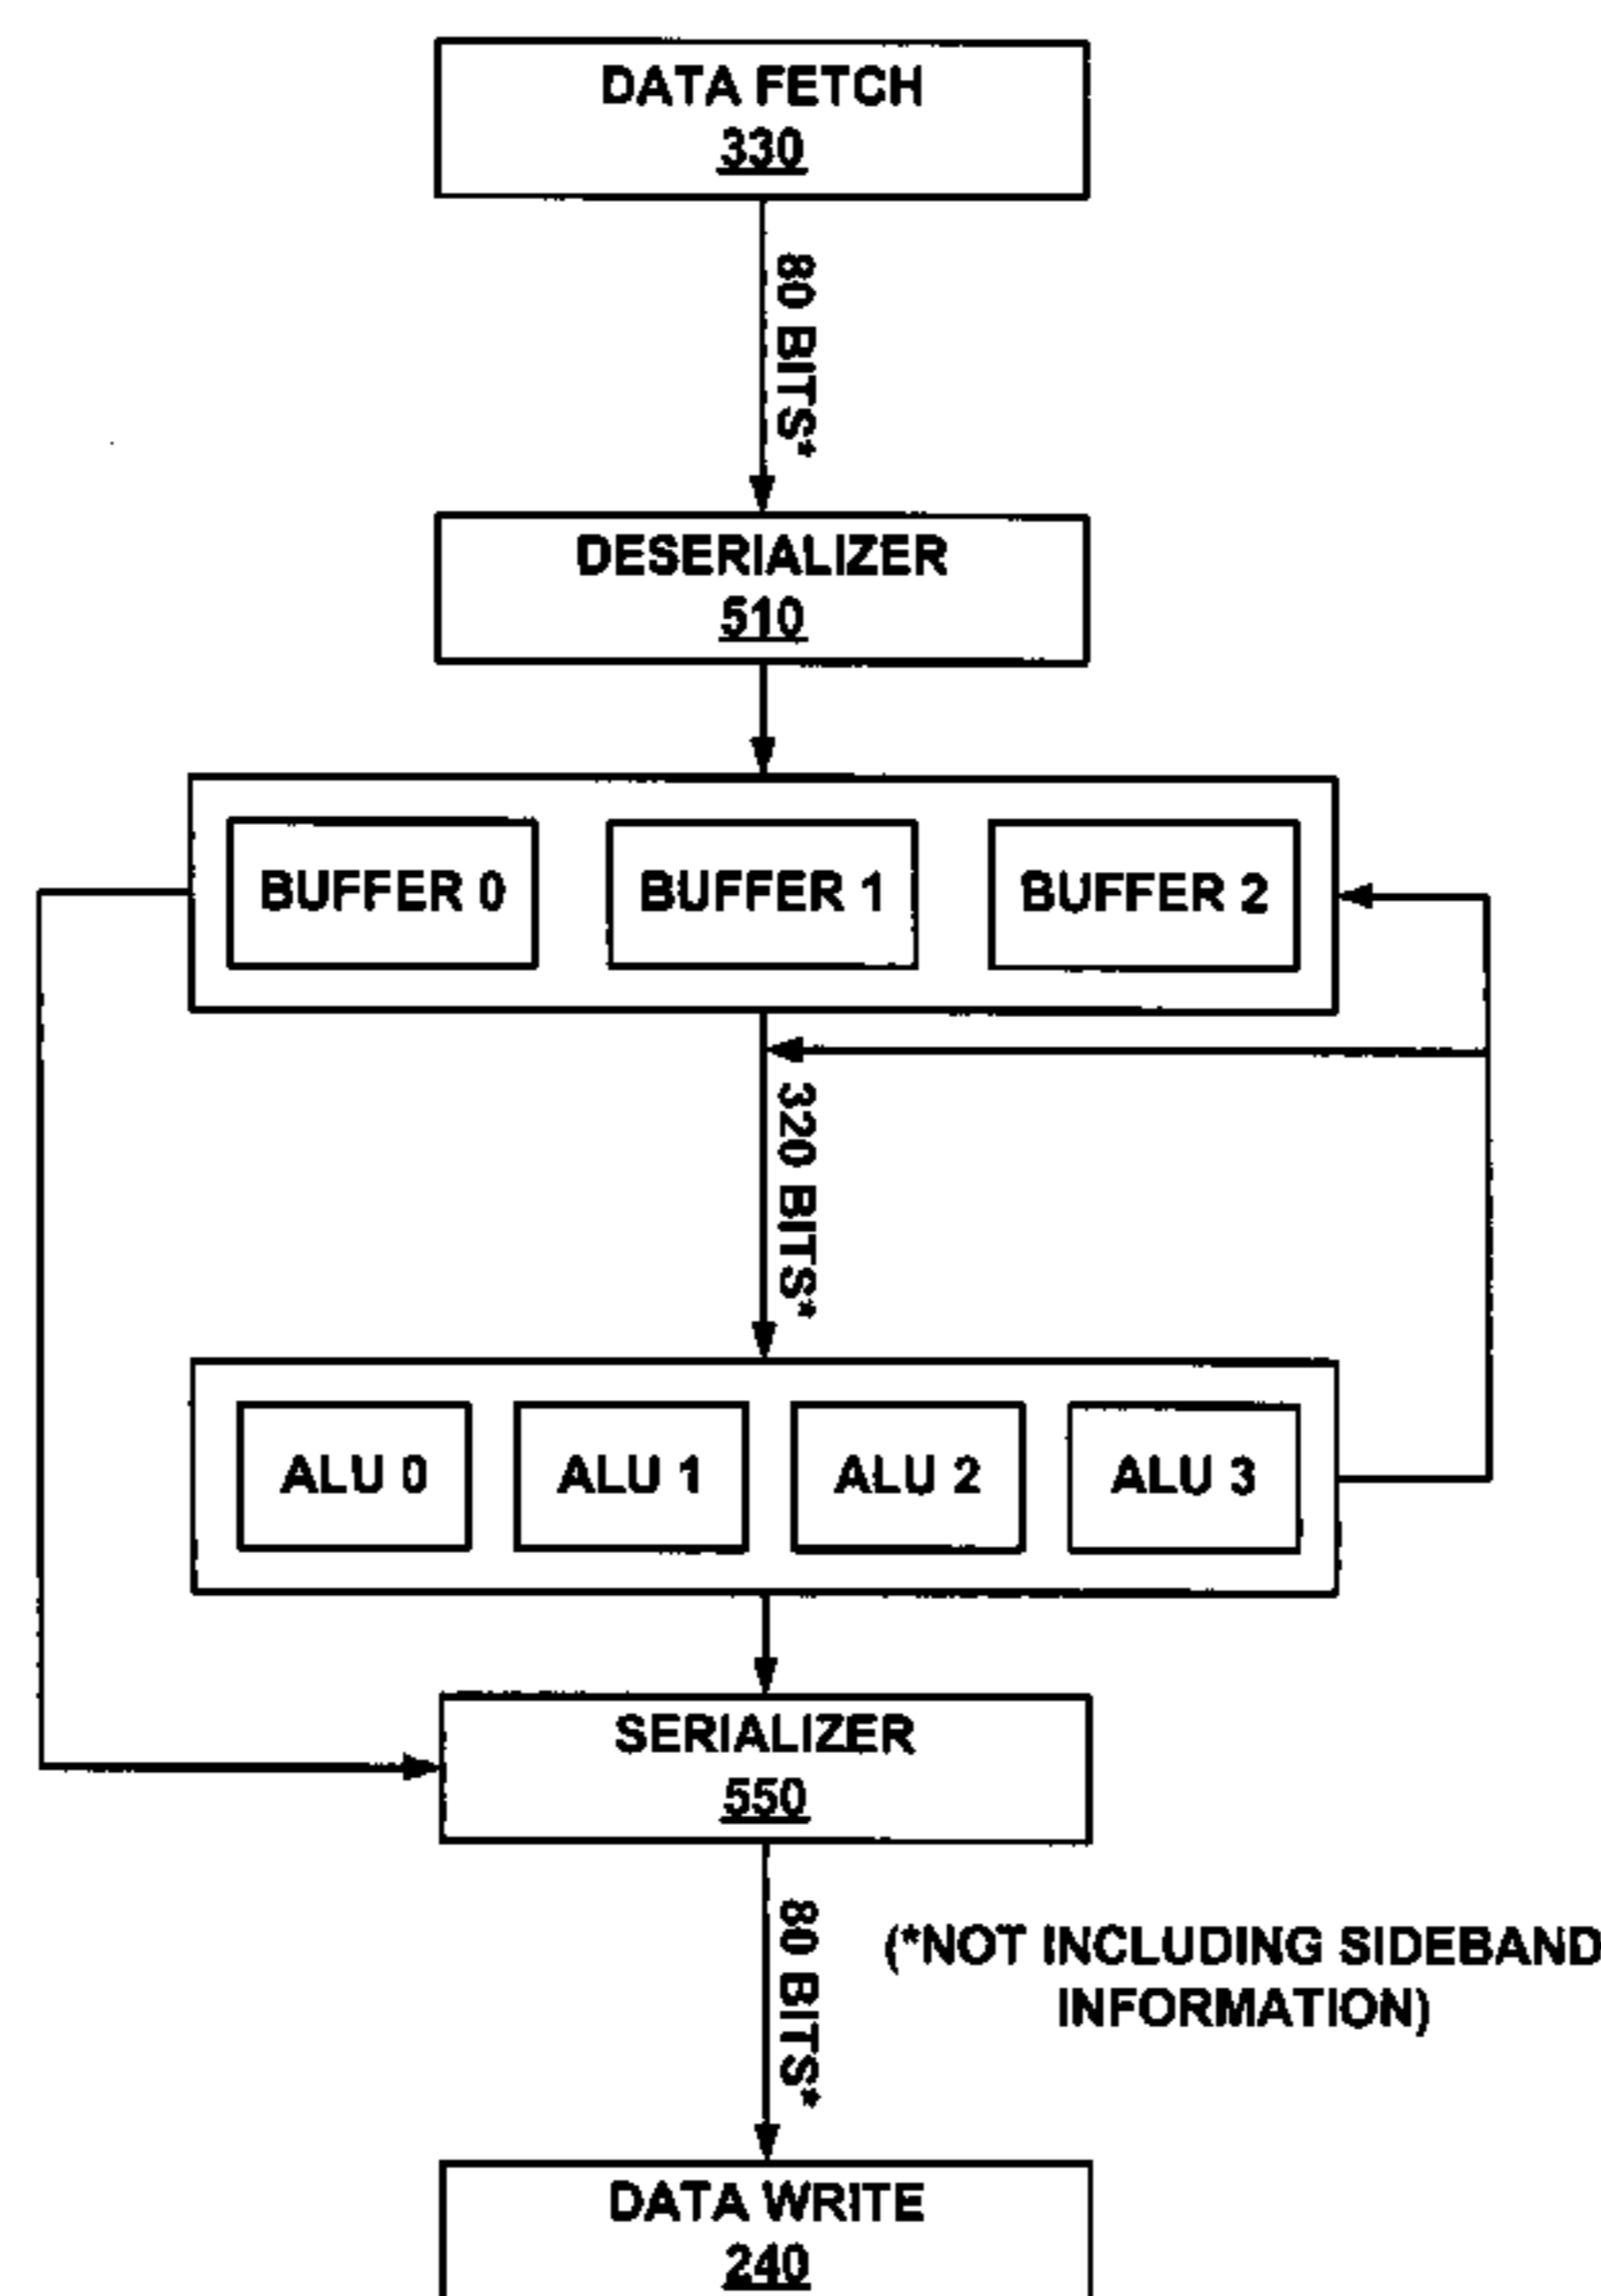 DATA FETCH
330
80 BITS*
DESERIALIZER
510
BUFFER 0
BUFFER 1
BUFFER 2
320 BITS*
ALU 0
ALU 1
ALU 2
ALU 3
SERIALIZER
550
80 BITS*
(*NOT INCLUDING SIDEBAND
INFORMATION)
DATA WRITE
240